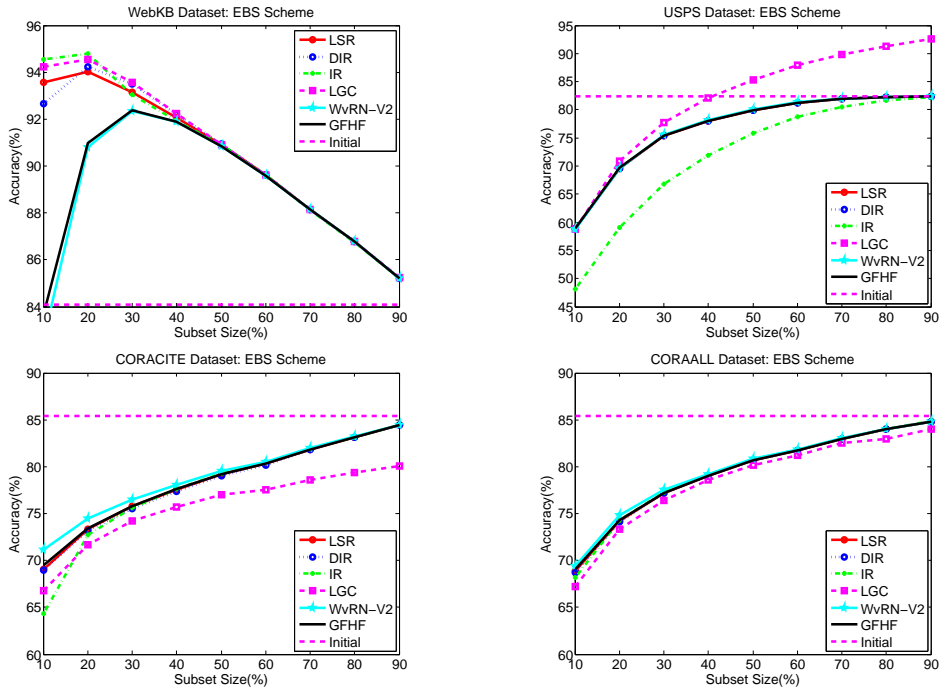 WebKB Dataset: EBS Scheme
96
94
92
90
88
86
84
Accuracy(%)
10 20 30 40 50 60 70 80 90
Subset Size(%)
LSR
DIR
IR
LGC
WvRN−V2
GFHF
Initial
USPS Dataset: EBS Scheme
95
90
85
80
75
70
65
60
55
50
45
Accuracy(%)
10 20 30 40 50 60 70 80 90
Subset Size(%)
LSR
DIR
IR
LGC
WvRN−V2
GFHF
Initial
CORACITE Dataset: EBS Scheme
90
85
80
75
70
65
60
Accuracy(%)
10 20 30 40 50 60 70 80 90
Subset Size(%)
LSR
DIR
IR
LGC
WvRN−V2
GFHF
Initial
CORAALL Dataset: EBS Scheme
90
85
80
75
70
65
60
Accuracy(%)
10 20 30 40 50 60 70 80 90
Subset Size(%)
LSR
DIR
IR
LGC
WvRN−V2
GFHF
Initial